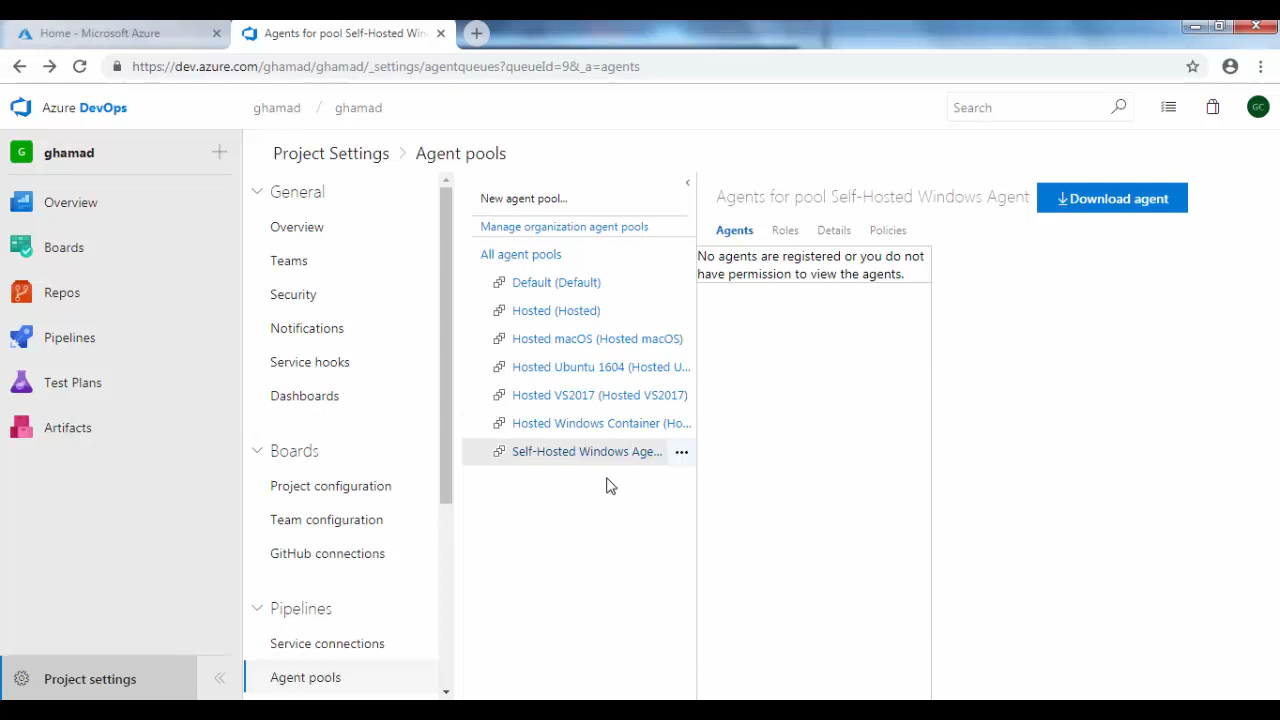 Home - Microsoft Azure
Agents for pool Self-Hosted Win
https://dev.azure.com/ghamad/ghamad/_settings/agentqueues?queueId=9&_a=agents
Azure DevOps
ghamad / ghamad
Search
GC
G
ghamad
Overview
Boards
Repos
Pipelines
Test Plans
Artifacts
Project settings
Project Settings > Agent pools
General
Overview
Teams
Security
Notifications
Service hooks
Dashboards
Boards
Project configuration
Team configuration
GitHub connections
Pipelines
Service connections
Agent pools
New agent pool...
Manage organization agent pools
All agent pools
Default (Default)
Hosted (Hosted)
Hosted macOS (Hosted macOS)
Hosted Ubuntu 1604 (Hosted U...
Hosted VS2017 (Hosted VS2017)
Hosted Windows Container (Ho...
Self-Hosted Windows Age...
Agents for pool Self-Hosted Windows Agent
Download agent
Agents Roles Details Policies
No agents are registered or you do not
have permission to view the agents.